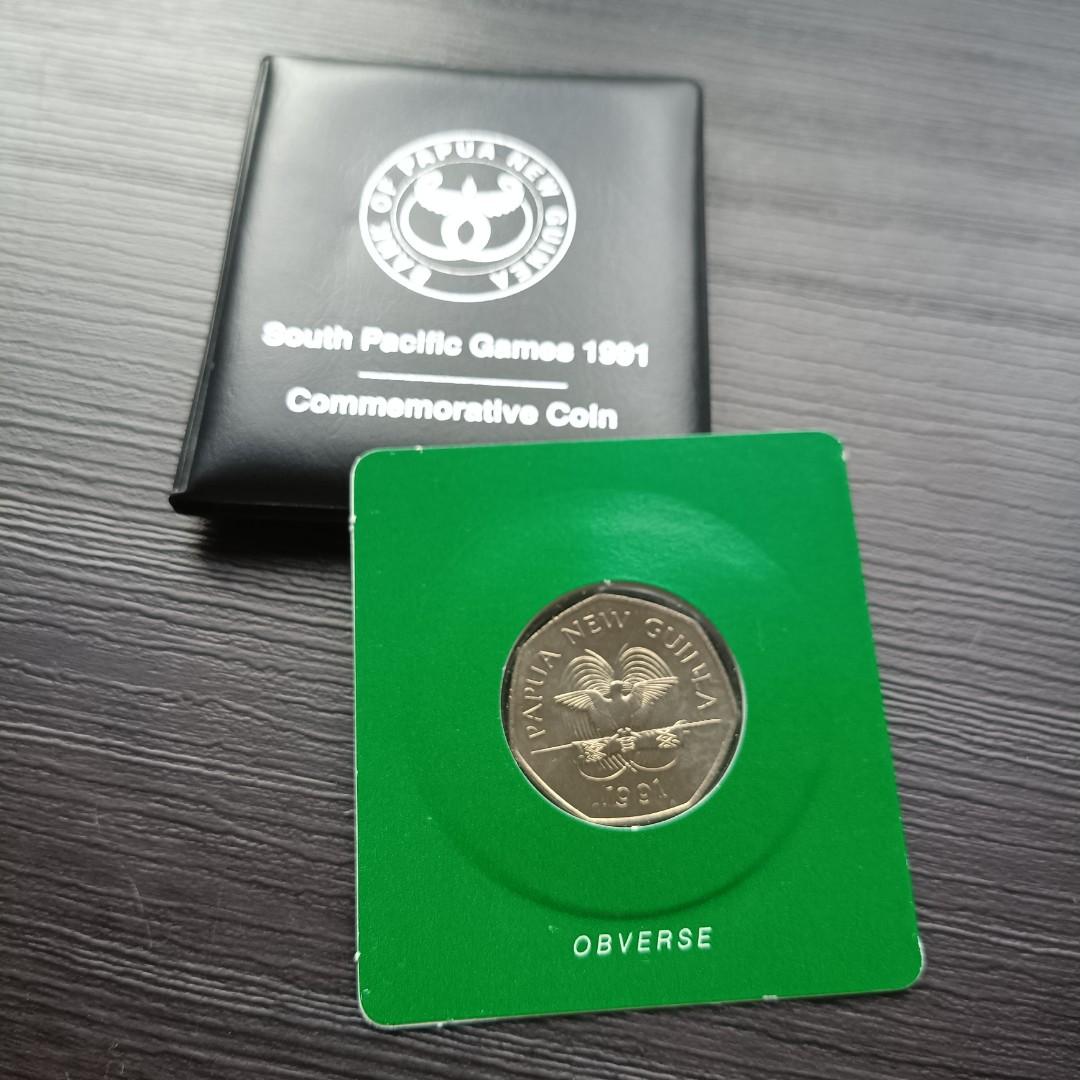 BANK OF PAPUA NEW GUINEA
South Pacific Games 1991
Commemorative Coin
PAPUA NEW GUINEA
1991
OBVERSE